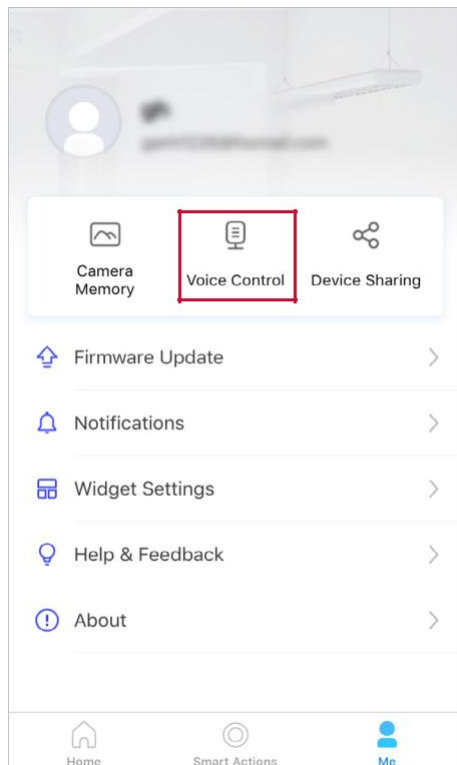 Camera
Memory
Voice Control
Device Sharing
Firmware Update
Notifications
Widget Settings
Help & Feedback
About
Home
Smart Actions
Me